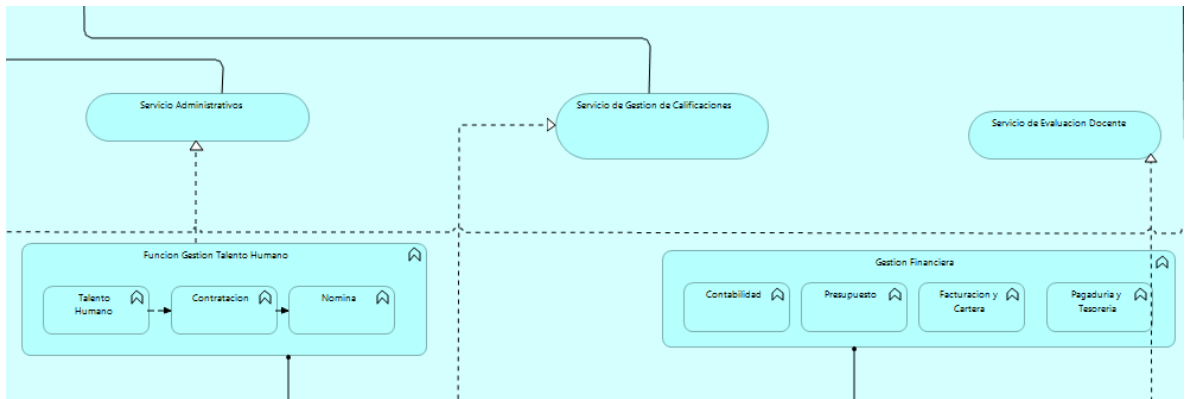 Servicio Administrativos
Servicio de Gestion de Calificaciones
Servicio de Evaluacion Docente
Funcion Gestion Talento Humano
Talento
Humano
Contratacion
Nomina
Gestion Financiera
Contabilidad
Presupuesto
Facturacion y
Cartera
Pagaduria y
Tesoreria